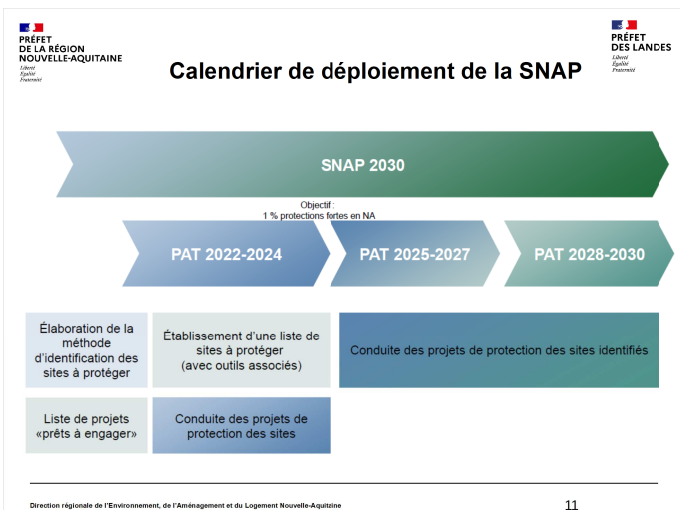 PRÉFET
DE LA RÉGION
NOUVELLE-AQUITAINE
Liberté
Égalité
Fraternité
PRÉFET
DES LANDES
Liberté
Égalité
Fraternité
Calendrier de déploiement de la SNAP
SNAP 2030
Objectif :
1 % protections fortes en NA
PAT 2022-2024
PAT 2025-2027
PAT 2028-2030
Élaboration de la
méthode
d'identification des
sites à protéger
Établissement d'une liste de
sites à protéger
(avec outils associés)
Conduite des projets de protection des sites identifiés
Liste de projets
«prêts à engager»
Conduite des projets de
protection des sites
Direction régionale de l'Environnement, de l'Aménagement et du Logement Nouvelle-Aquitzine
11